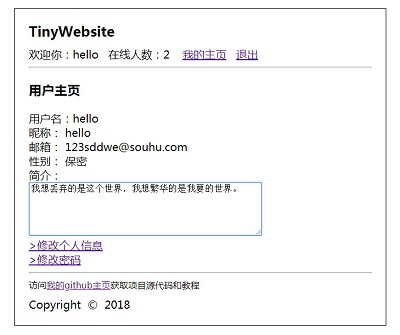 TinyWebsite
欢迎你：hello 在线人数：2 我的主页 退出
用户主页
用户名：hello
昵称： hello
邮箱： 123sddwe@souhu.com
性别： 保密
简介：
我想丢弃的是这个世界，我想繁华的是我要的世界。
>修改个人信息
>修改密码
访问我的github主页获取项目源代码和教程
Copyright © 2018